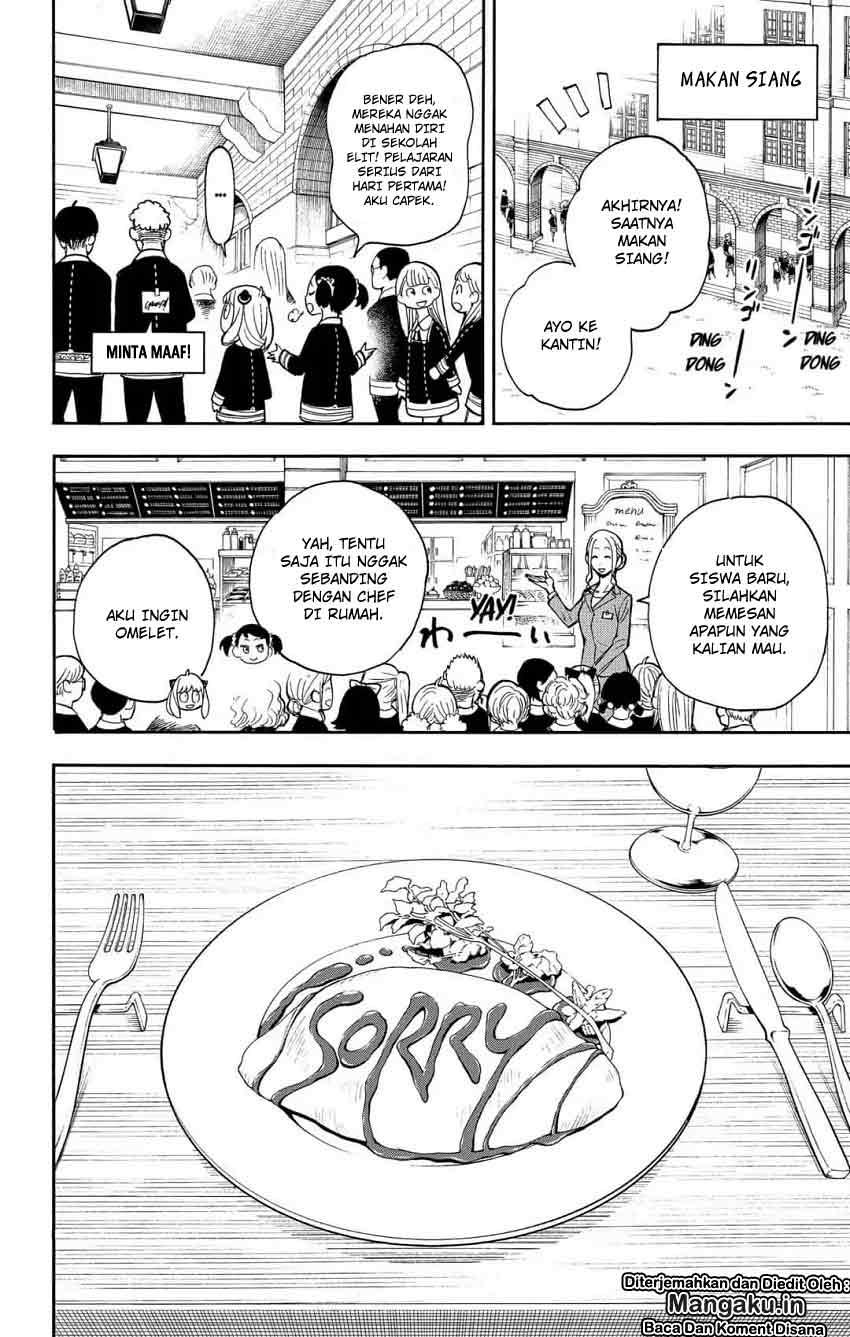 MAKAN SIANG
AKHIRNYA!
SAATNYA
MAKAN
SIANG!
AYO KE
KANTIN!
DING
DONG
DING
DONG
BENER DEH,
MEREKA NGGAK
MENAHAN DIRI
DI SEKOLAH
ELIT! PELAJARAN
SERIUS DARI
HARI PERTAMA!
AKU CAPEK.
...
MINTA MAAF!
menu
UNTUK
SISWA BARU,
SILAHKAN
MEMESAN
APAPUN YANG
KALIAN MAU.
YAY!
わーい
YAH, TENTU
SAJA ITU NGGAK
SEBANDING
DENGAN CHEF
DI RUMAH.
AKU INGIN
OMELET.
SORRY
Diterjemahkan dan Diedit Oleh 8
Mangaku.in
Baca Dan Koment Disana